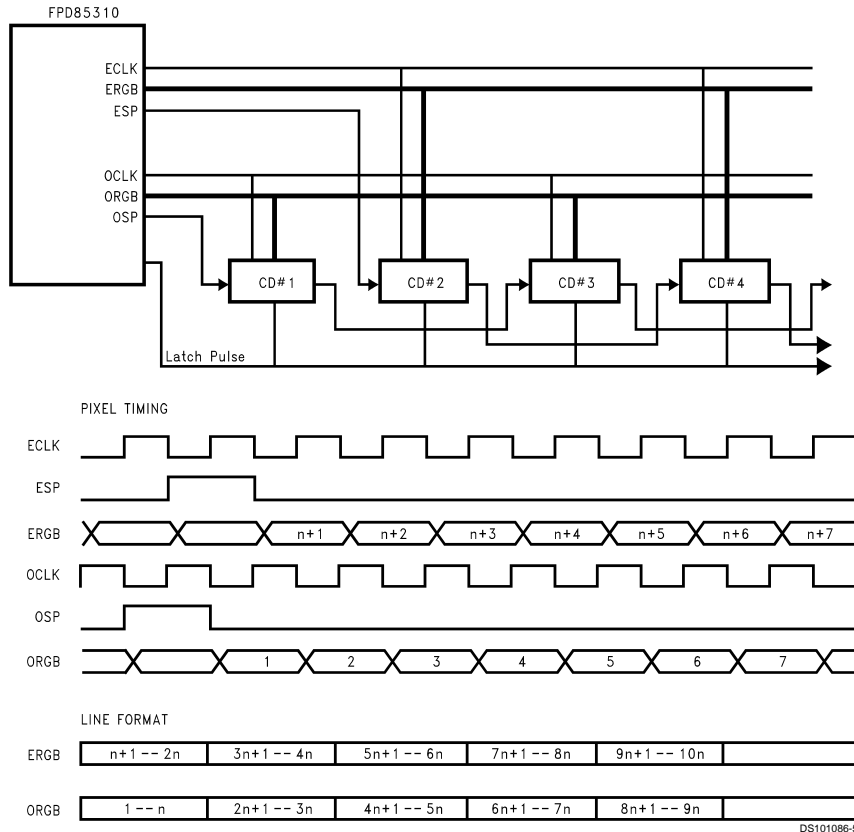 FPD85310
ECLK
ERGB
ESP
OCLK
ORGB
OSP
CD#1 CD#2 CD#3 CD#4
Latch Pulse
PIXEL TIMING
ECLK
ESP
ERGB n+1 n+2 n+3 n+4 n+5 n+6 n+7
OCLK
OSP
ORGB 1 2 3 4 5 6 7
LINE FORMAT
ERGB n+1--2n 3n+1--4n 5n+1--6n 7n+1--8n 9n+1--10n
ORGB 1--n 2n+1--3n 4n+1--5n 6n+1--7n 8n+1--9n